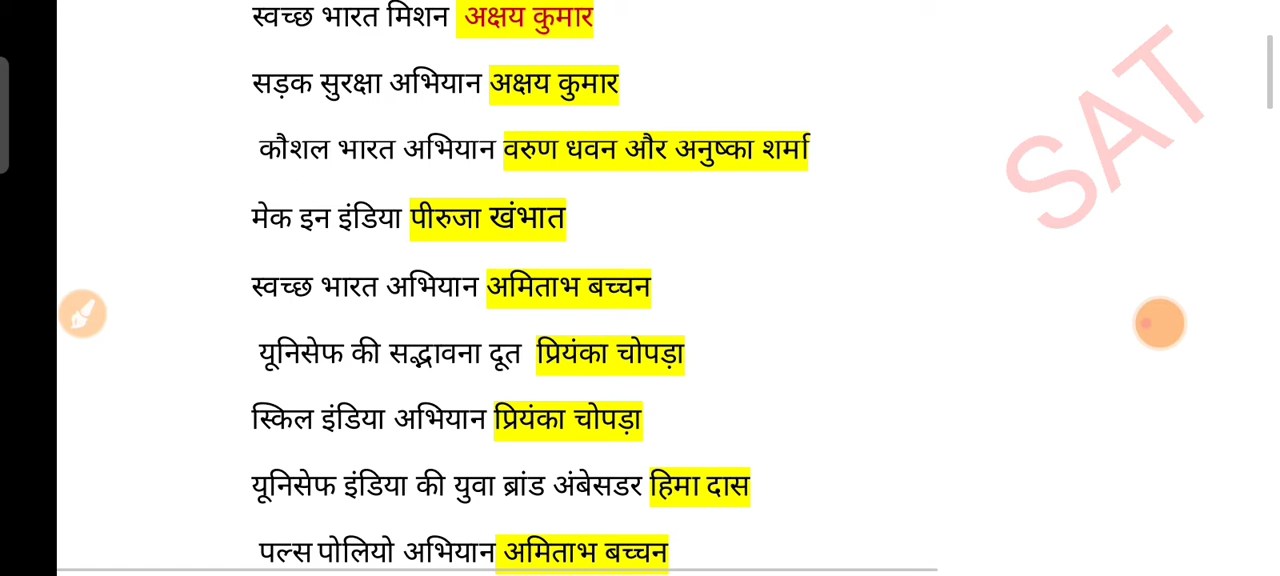 स्वच्छ भारत मिशन अक्षय कुमार
SAT
सड़क सुरक्षा अभियान अक्षय कुमार
कौशल भारत अभियान वरुण धवन और अनुष्का शर्मा
मेक इन इंडिया पीरुजा खंभात
स्वच्छ भारत अभियान अमिताभ बच्चन
यूनिसेफ की सद्भावना दूत प्रियंका चोपड़ा
स्किल इंडिया अभियान प्रियंका चोपड़ा
यूनिसेफ इंडिया की युवा ब्रांड अंबेसडर हिमा दास
पल्स पोलियो अभियान अमिताभ बच्चन